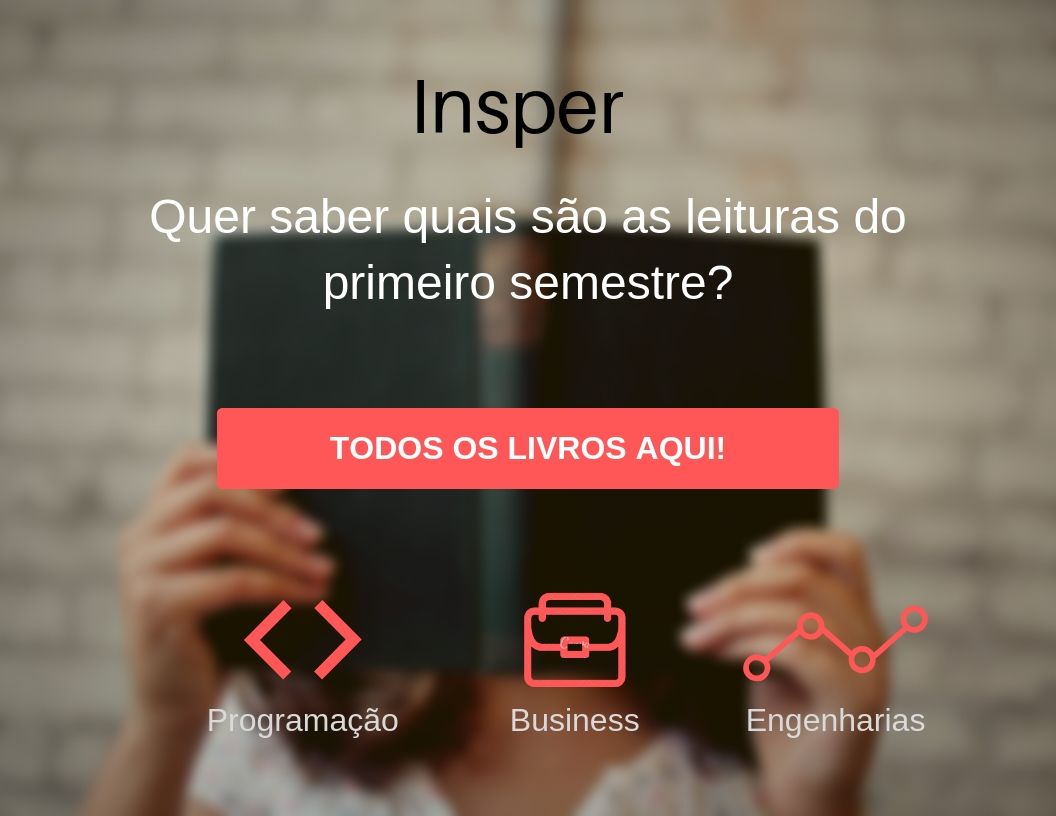 Insper
Quer saber quais são as leituras do
primeiro semestre?
TODOS OS LIVROS AQUI!
Programação
Business
Engenharias